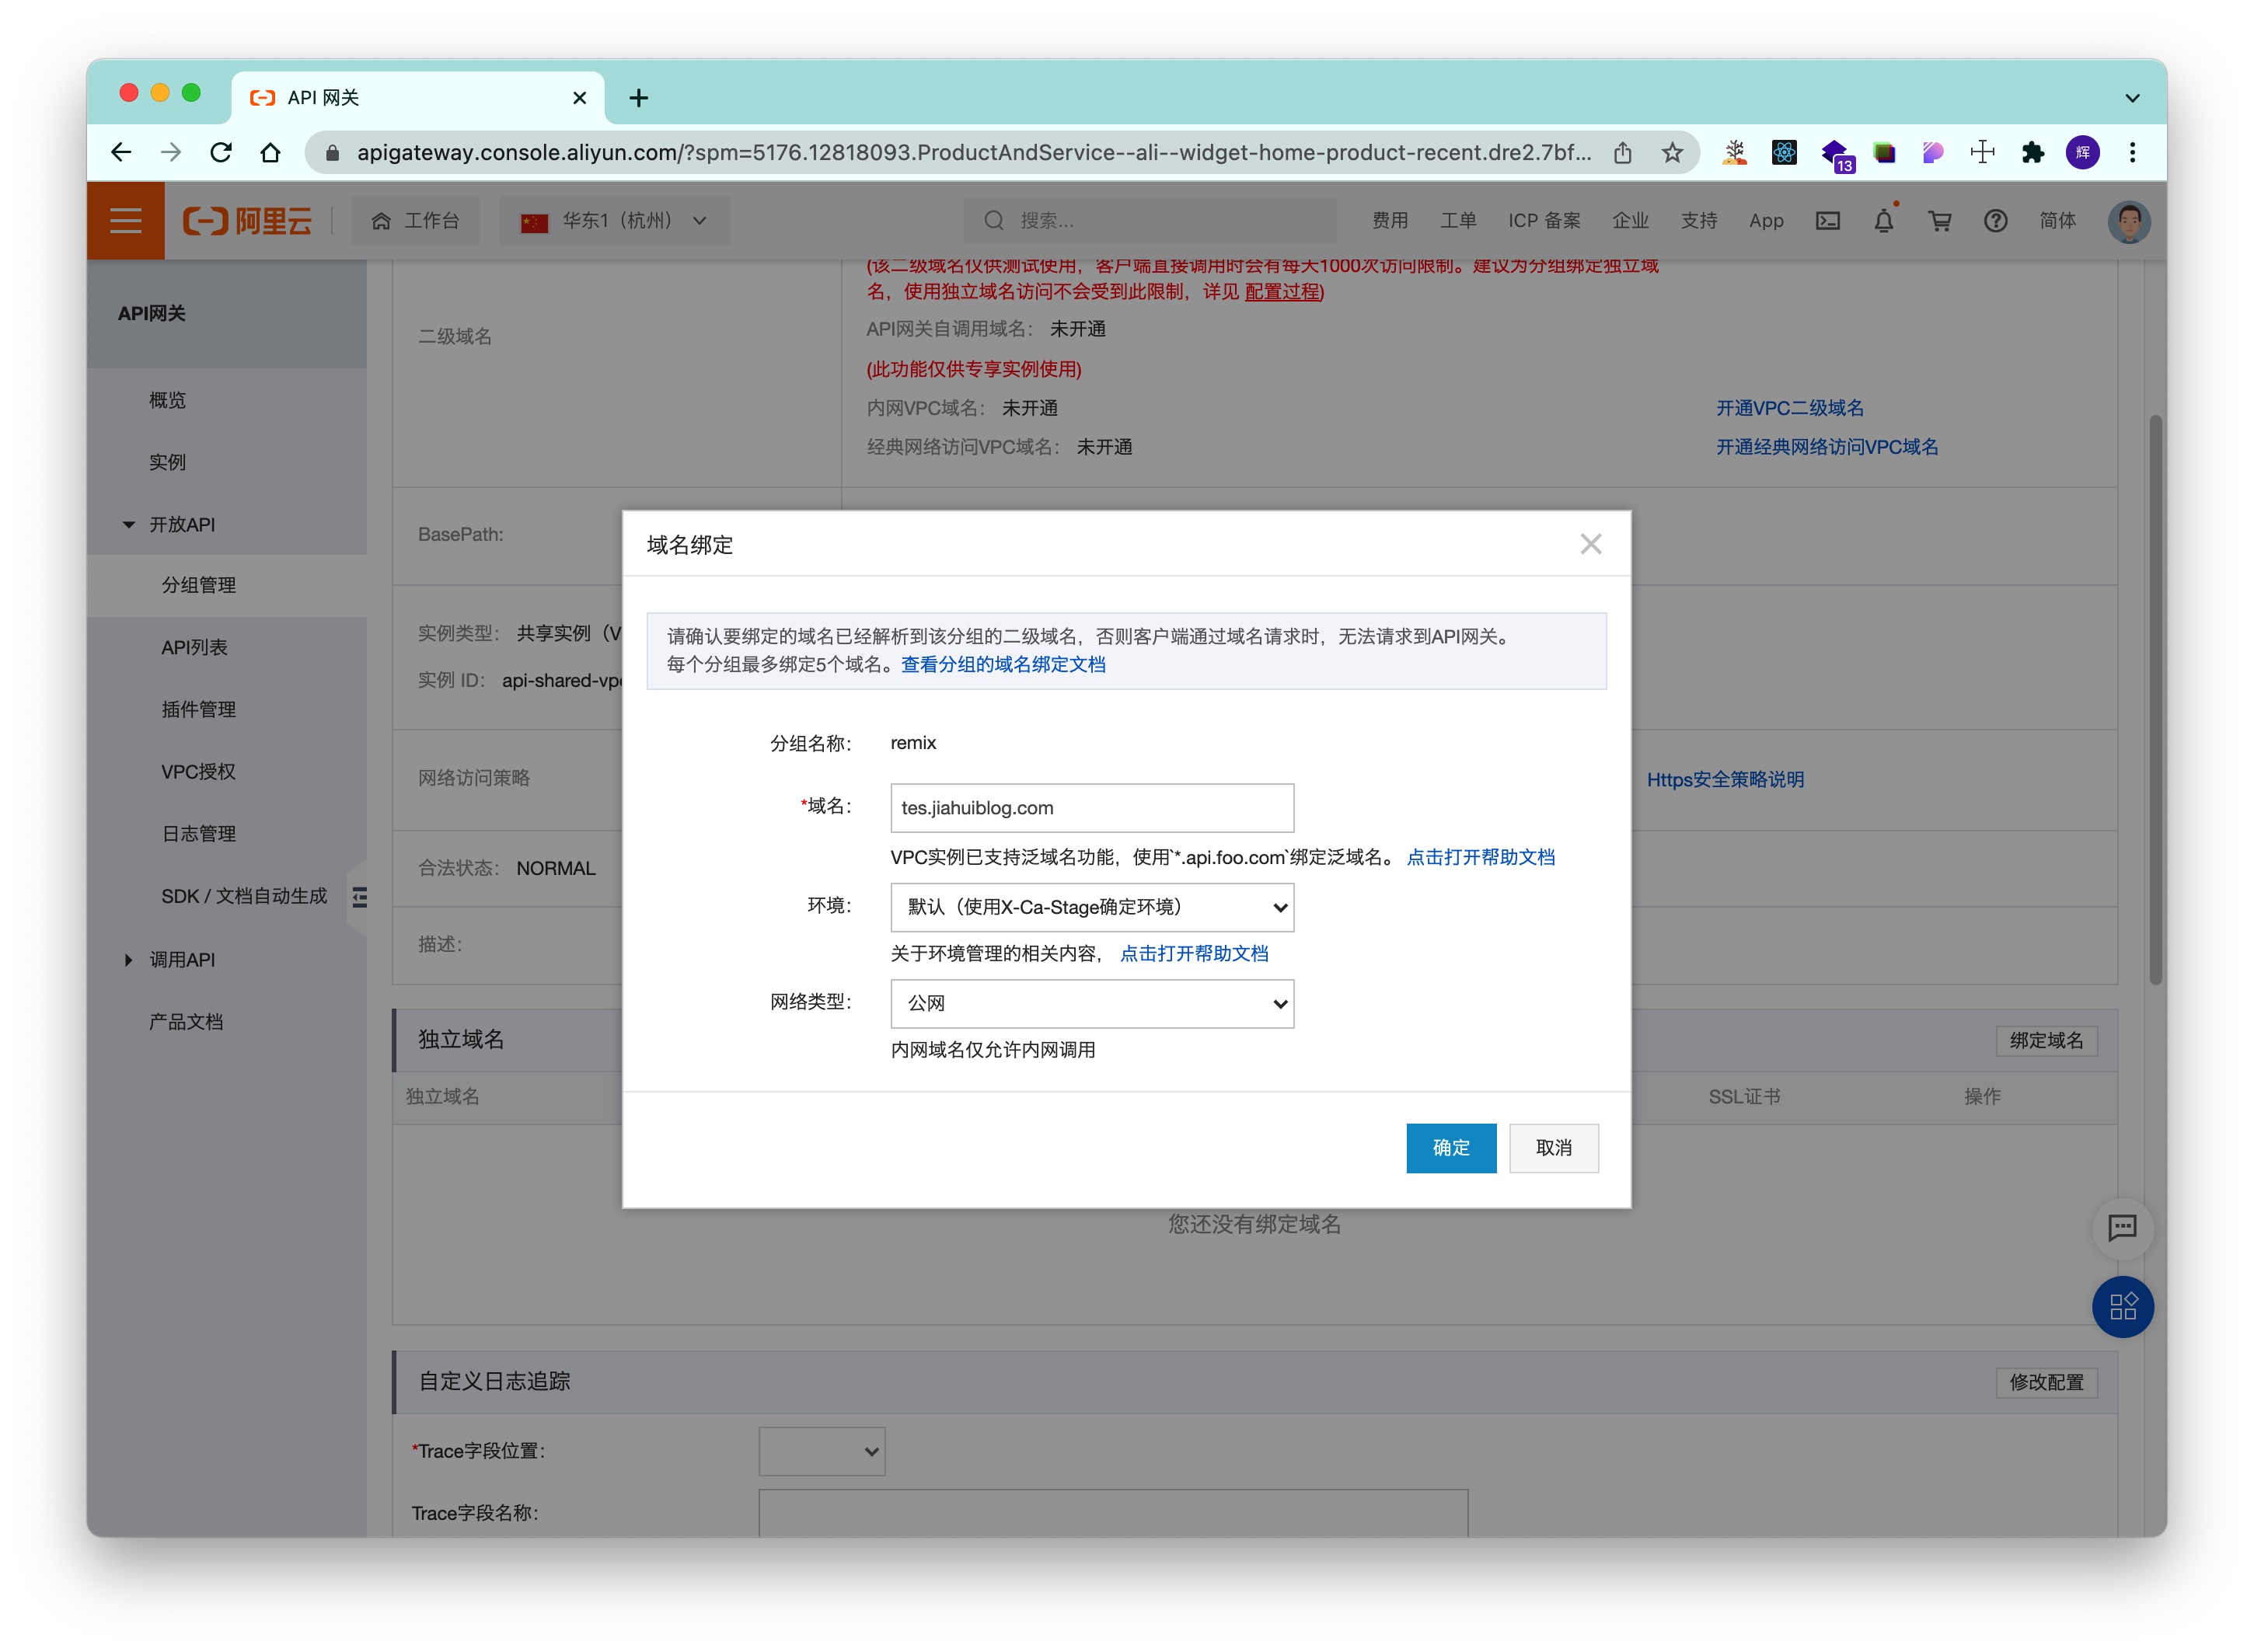 API 网关
apigateway.console.aliyun.com/?spm=5176.12818093.ProductAndService--ali--widget-home-product-recent.dre2.7bf...
13
辉
阿里云
工作台
华东1（杭州）
搜索...
费用
工单
ICP 备案
企业
支持
App
简体
API网关
概览
实例
开放API
分组管理
API列表
插件管理
VPC授权
日志管理
SDK / 文档自动生成
调用API
产品文档
二级域名
(该二级域名仅供测试使用，客户端直接调用时会有每天1000次访问限制。建议为分组绑定独立域
名，使用独立域名访问不会受到此限制，详见 配置过程)
API网关自调用域名： 未开通
(此功能仅供专享实例使用)
内网VPC域名： 未开通
开通VPC二级域名
经典网络访问VPC域名： 未开通
开通经典网络访问VPC域名
BasePath:
实例类型： 共享实例（V
实例 ID： api-shared-vp
网络访问策略
Https安全策略说明
合法状态： NORMAL
描述：
域名绑定
请确认要绑定的域名已经解析到该分组的二级域名，否则客户端通过域名请求时，无法请求到API网关。
每个分组最多绑定5个域名。查看分组的域名绑定文档
分组名称： remix
*域名： tes.jiahuiblog.com
VPC实例已支持泛域名功能，使用`*.api.foo.com`绑定泛域名。 点击打开帮助文档
环境： 默认（使用X-Ca-Stage确定环境）
关于环境管理的相关内容， 点击打开帮助文档
网络类型： 公网
内网域名仅允许内网调用
确定
取消
独立域名
绑定域名
独立域名
SSL证书
操作
您还没有绑定域名
自定义日志追踪
修改配置
*Trace字段位置：
Trace字段名称：